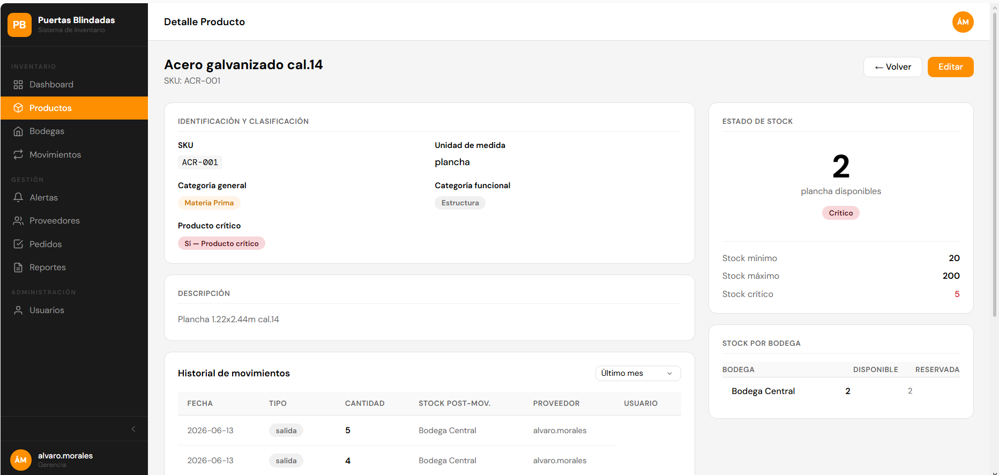 PB
Puertas Blindadas
Sistema de Inventario
INVENTARIO
Dashboard
Productos
Bodegas
Movimientos
GESTIÓN
Alertas
Proveedores
Pedidos
Reportes
ADMINISTRACIÓN
Usuarios
ÁM
alvaro.morales
Gerencia
Detalle Producto
ÁM
Acero galvanizado cal.14
SKU: ACR-001
← Volver
Editar
IDENTIFICACIÓN Y CLASIFICACIÓN
SKU
ACR-001
Unidad de medida
plancha
Categoría general
Materia Prima
Categoría funcional
Estructura
Producto crítico
Sí — Producto crítico
DESCRIPCIÓN
Plancha 1.22x2.44m cal.14
Historial de movimientos
Último mes
FECHA TIPO CANTIDAD STOCK POST-MOV. PROVEEDOR USUARIO
2026-06-13 salida 5 Bodega Central alvaro.morales
2026-06-13 salida 4 Bodega Central alvaro.morales
ESTADO DE STOCK
2
plancha disponibles
Crítico
Stock mínimo 20
Stock máximo 200
Stock crítico 5
STOCK POR BODEGA
BODEGA DISPONIBLE RESERVADA
Bodega Central 2 2